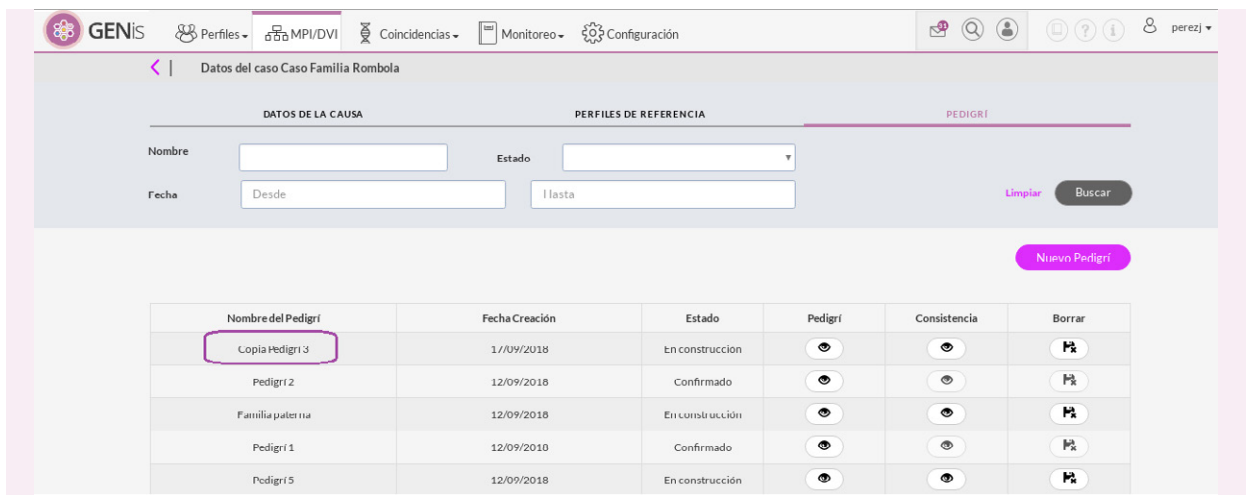 GENis Perfiles MPI/DVI Coincidencias Monitoreo Configuración 31 perezj
Datos del caso Caso Familia Rombola
DATOS DE LA CAUSA PERFILES DE REFERENCIA PEDIGRÍ
Nombre Estado
Fecha Desde Hasta Limpiar Buscar
Nuevo Pedigrí
Nombre del Pedigrí Fecha Creación Estado Pedigrí Consistencia Borrar
Copia Pedigrí 3 17/09/2018 En construcción
Pedigrí 2 12/09/2018 Confirmado
Familia paterna 12/09/2018 En construcción
Pedigrí 1 12/09/2018 Confirmado
Pedigrí 5 12/09/2018 En construcción